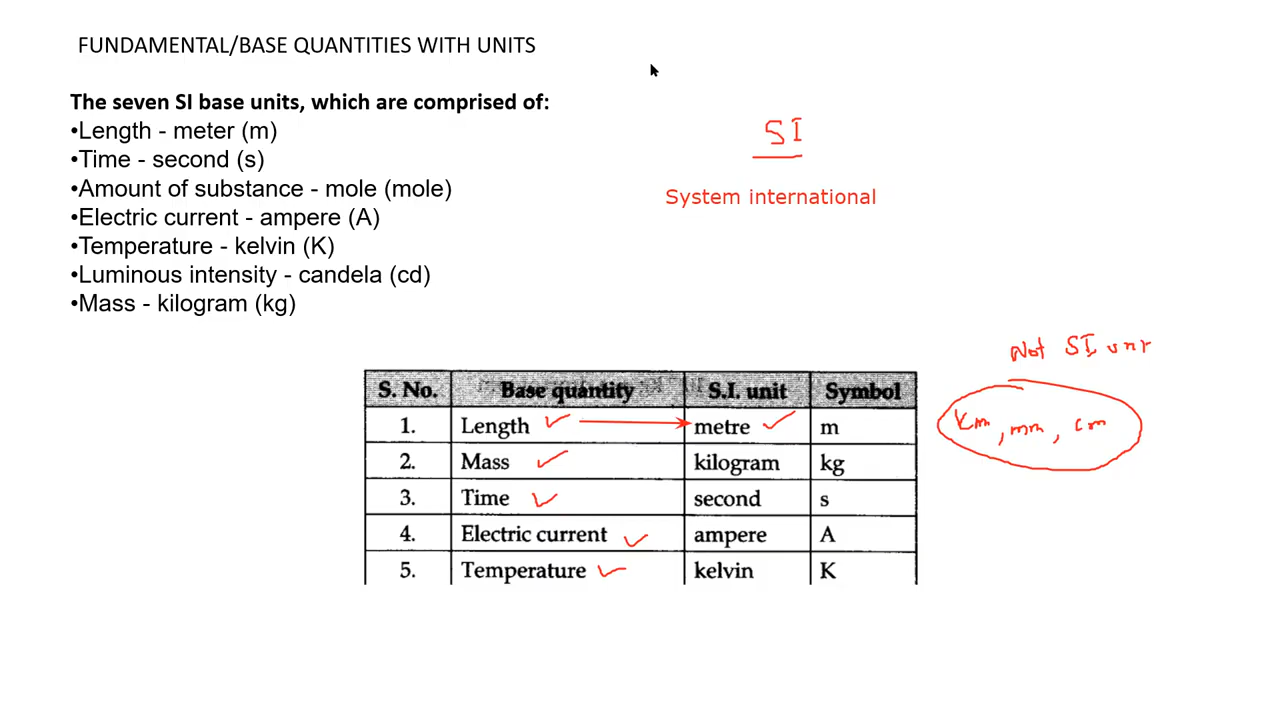 FUNDAMENTAL/BASE QUANTITIES WITH UNITS
The seven SI base units, which are comprised of:
•Length - meter (m)
•Time - second (s)
•Amount of substance - mole (mole)
•Electric current - ampere (A)
•Temperature - kelvin (K)
•Luminous intensity - candela (cd)
•Mass - kilogram (kg)
SI
System international
S. No. Base quantity S.I. unit Symbol
1. Length metre m
2. Mass kilogram kg
3. Time second s
4. Electric current ampere A
5. Temperature kelvin K
Not SI
Km, mm, cm